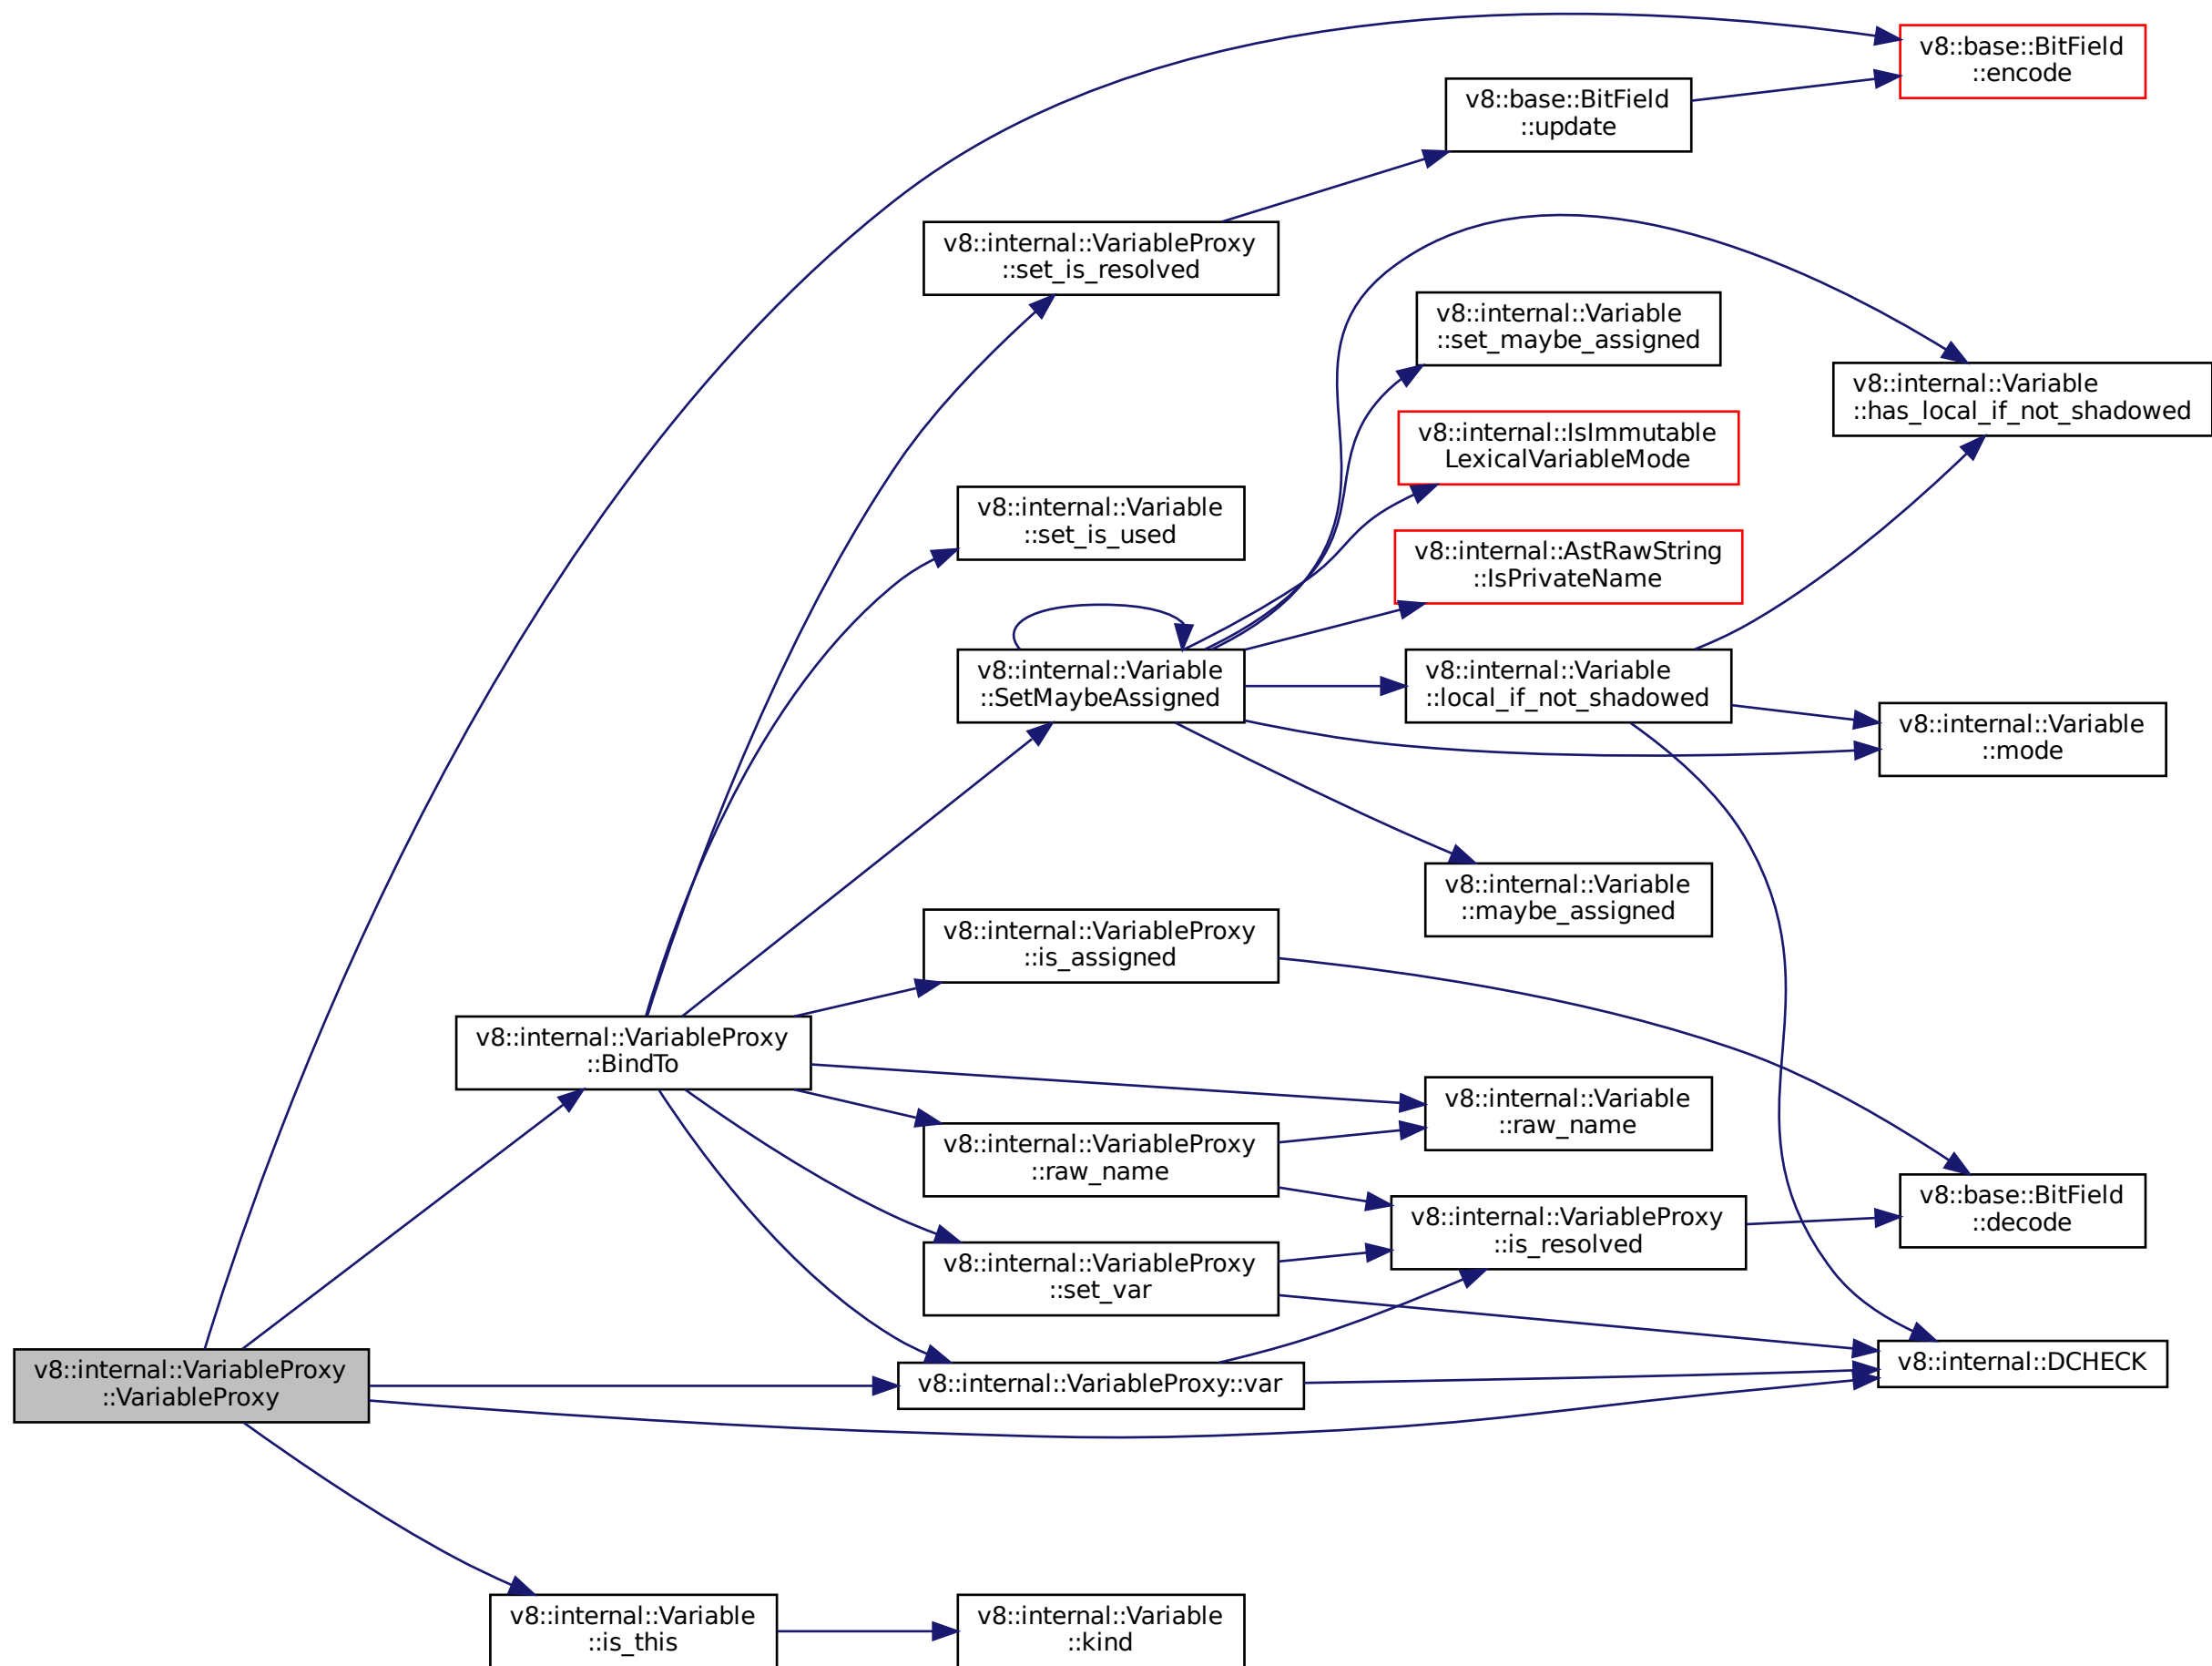 v8::base::BitField
::encode
v8::base::BitField
::update
v8::internal::VariableProxy
::set_is_resolved
v8::internal::Variable
::set_maybe_assigned
v8::internal::Variable
::has_local_if_not_shadowed
v8::internal::IsImmutable
LexicalVariableMode
v8::internal::Variable
::set_is_used
v8::internal::AstRawString
::IsPrivateName
v8::internal::Variable
::SetMaybeAssigned
v8::internal::Variable
::local_if_not_shadowed
v8::internal::Variable
::mode
v8::internal::Variable
::maybe_assigned
v8::internal::VariableProxy
::is_assigned
v8::internal::VariableProxy
::BindTo
v8::internal::Variable
::raw_name
v8::internal::VariableProxy
::raw_name
v8::base::BitField
::decode
v8::internal::VariableProxy
::is_resolved
v8::internal::VariableProxy
::set_var
v8::internal::DCHECK
v8::internal::VariableProxy
::VariableProxy
v8::internal::VariableProxy::var
v8::internal::Variable
::is_this
v8::internal::Variable
::kind